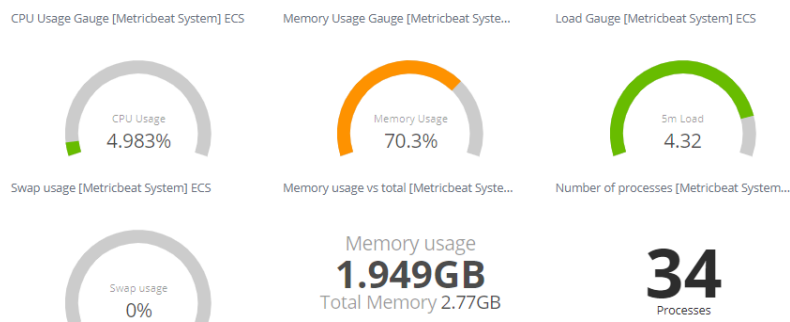 CPU Usage Gauge [Metricbeat System] ECS
Memory Usage Gauge [Metricbeat Syste...
Load Gauge [Metricbeat System] ECS
CPU Usage
4.983%
Memory Usage
70.3%
5m Load
4.32
Swap usage [Metricbeat System] ECS
Memory usage vs total [Metricbeat Syste...
Number of processes [Metricbeat System...
Swap usage
0%
Memory usage
1.949GB
Total Memory 2.77GB
34
Processes